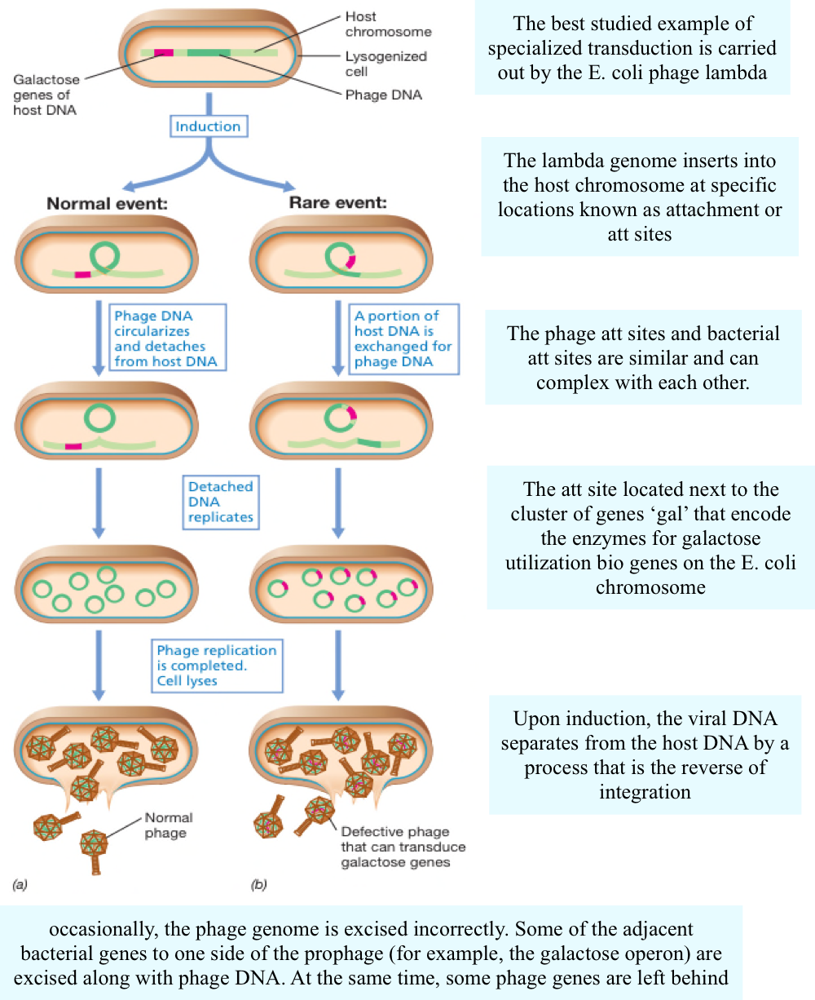 Host
chromosome
Lysogenized
cell
Phage DNA
Galactose
genes of
host DNA
Induction
Normal event:
Rare event:
Phage DNA
circularizes
and detaches
from host DNA
A portion of
host DNA is
exchanged for
phage DNA
Detached
DNA
replicates
Phage replication
is completed.
Cell lyses
Normal
phage
Defective phage
that can transduce
galactose genes
(a)
(b)
The best studied example of
specialized transduction is carried
out by the E. coli phage lambda
The lambda genome inserts into
the host chromosome at specific
locations known as attachment or
att sites
The phage att sites and bacterial
att sites are similar and can
complex with each other.
The att site located next to the
cluster of genes ‘gal’ that encode
the enzymes for galactose
utilization bio genes on the E. coli
chromosome
Upon induction, the viral DNA
separates from the host DNA by a
process that is the reverse of
integration
occasionally, the phage genome is excised incorrectly. Some of the adjacent
bacterial genes to one side of the prophage (for example, the galactose operon) are
excised along with phage DNA. At the same time, some phage genes are left behind